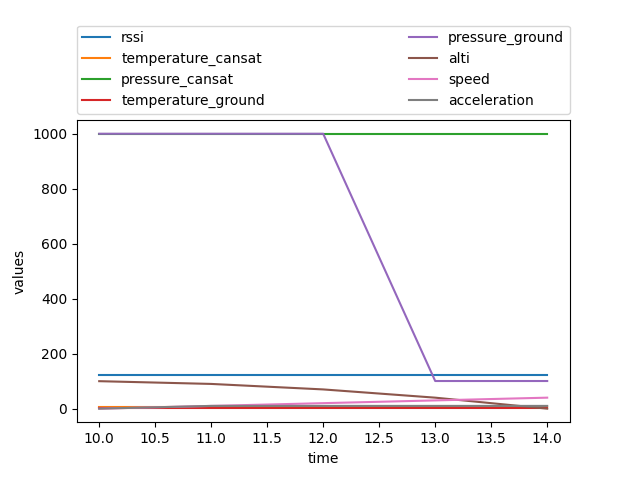 rssi
temperature_cansat
pressure_cansat
temperature_ground
pressure_ground
alti
speed
acceleration
1000
800
600
400
200
0
values
10.0 10.5 11.0 11.5 12.0 12.5 13.0 13.5 14.0
time